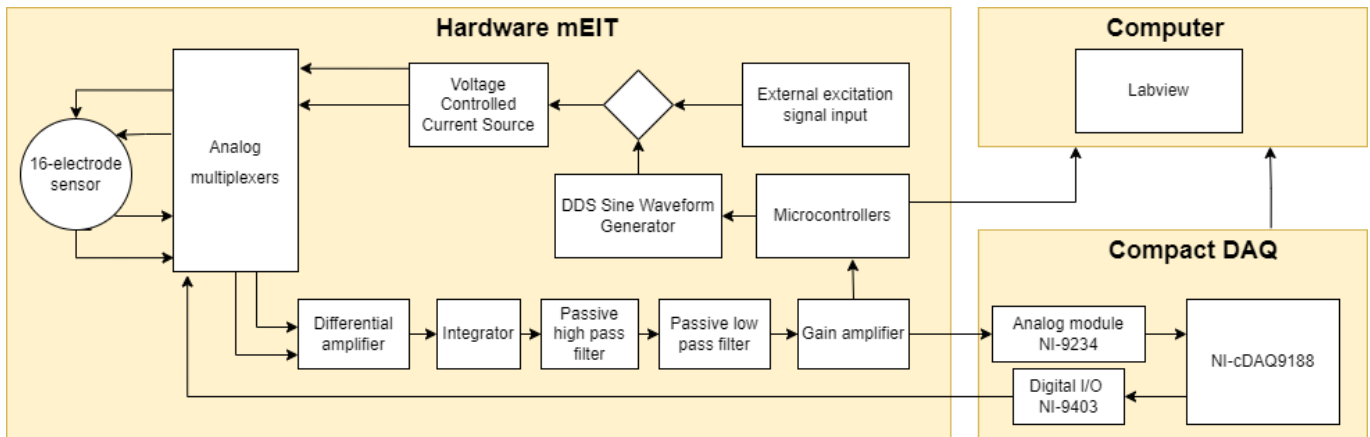 Hardware mEIT
Computer
Voltage
Controlled
Current Source
External excitation
signal input
Labview
Analog
multiplexers
16-electrode
sensor
DDS Sine Waveform
Generator
Microcontrollers
Compact DAQ
Differential
amplifier
Integrator
Passive
high pass
filter
Passive low
pass filter
Gain amplifier
Analog module
NI-9234
NI-cDAQ9188
Digital I/O
NI-9403